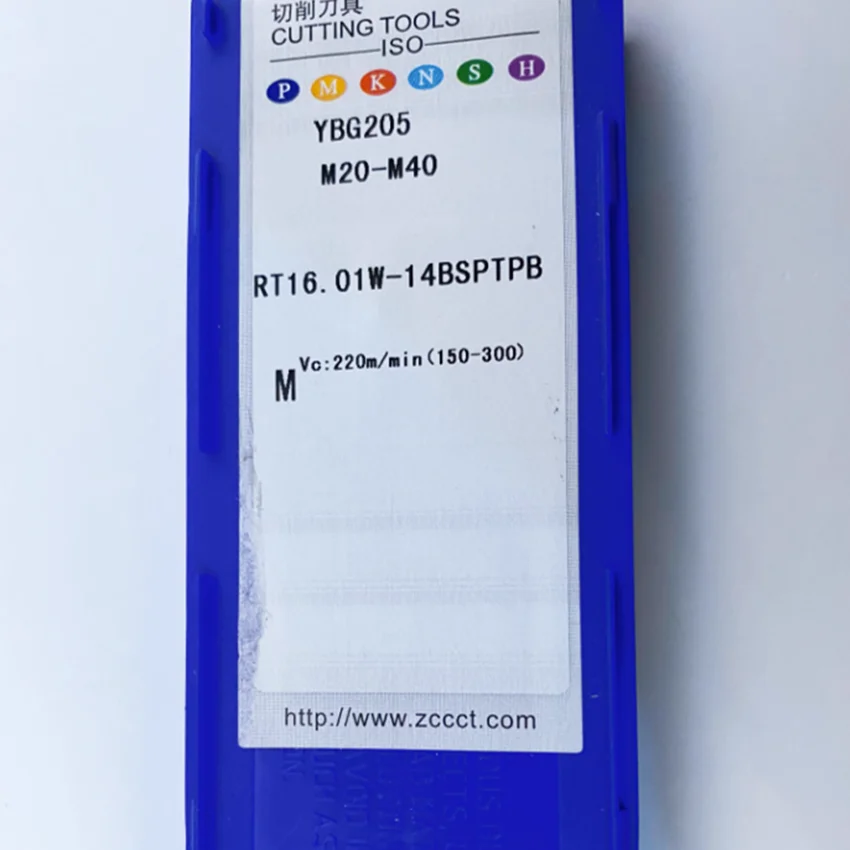 切削刀具
CUTTING TOOLS
ISO
P M K N S H
YBG205
M20-M40
RT16.01W-14BSPTPB
M Vc:220m/min(150-300)
http://www.zccct.com